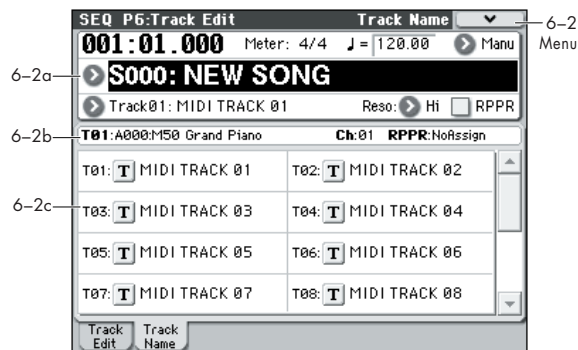 SEQ P6:Track Edit Track Name
6-2 Menu
001:01.000 Meter: 4/4 ♩= 120.00 Manu
6-2a
S000: NEW SONG
Track01: MIDI TRACK 01 Reso: Hi RPPR
6-2b
T01:A000:M50 Grand Piano Ch:01 RPPR:NoAssign
T01: T MIDI TRACK 01 T02: T MIDI TRACK 02
6-2c
T03: T MIDI TRACK 03 T04: T MIDI TRACK 04
T05: T MIDI TRACK 05 T06: T MIDI TRACK 06
T07: T MIDI TRACK 07 T08: T MIDI TRACK 08
Track Edit Track Name